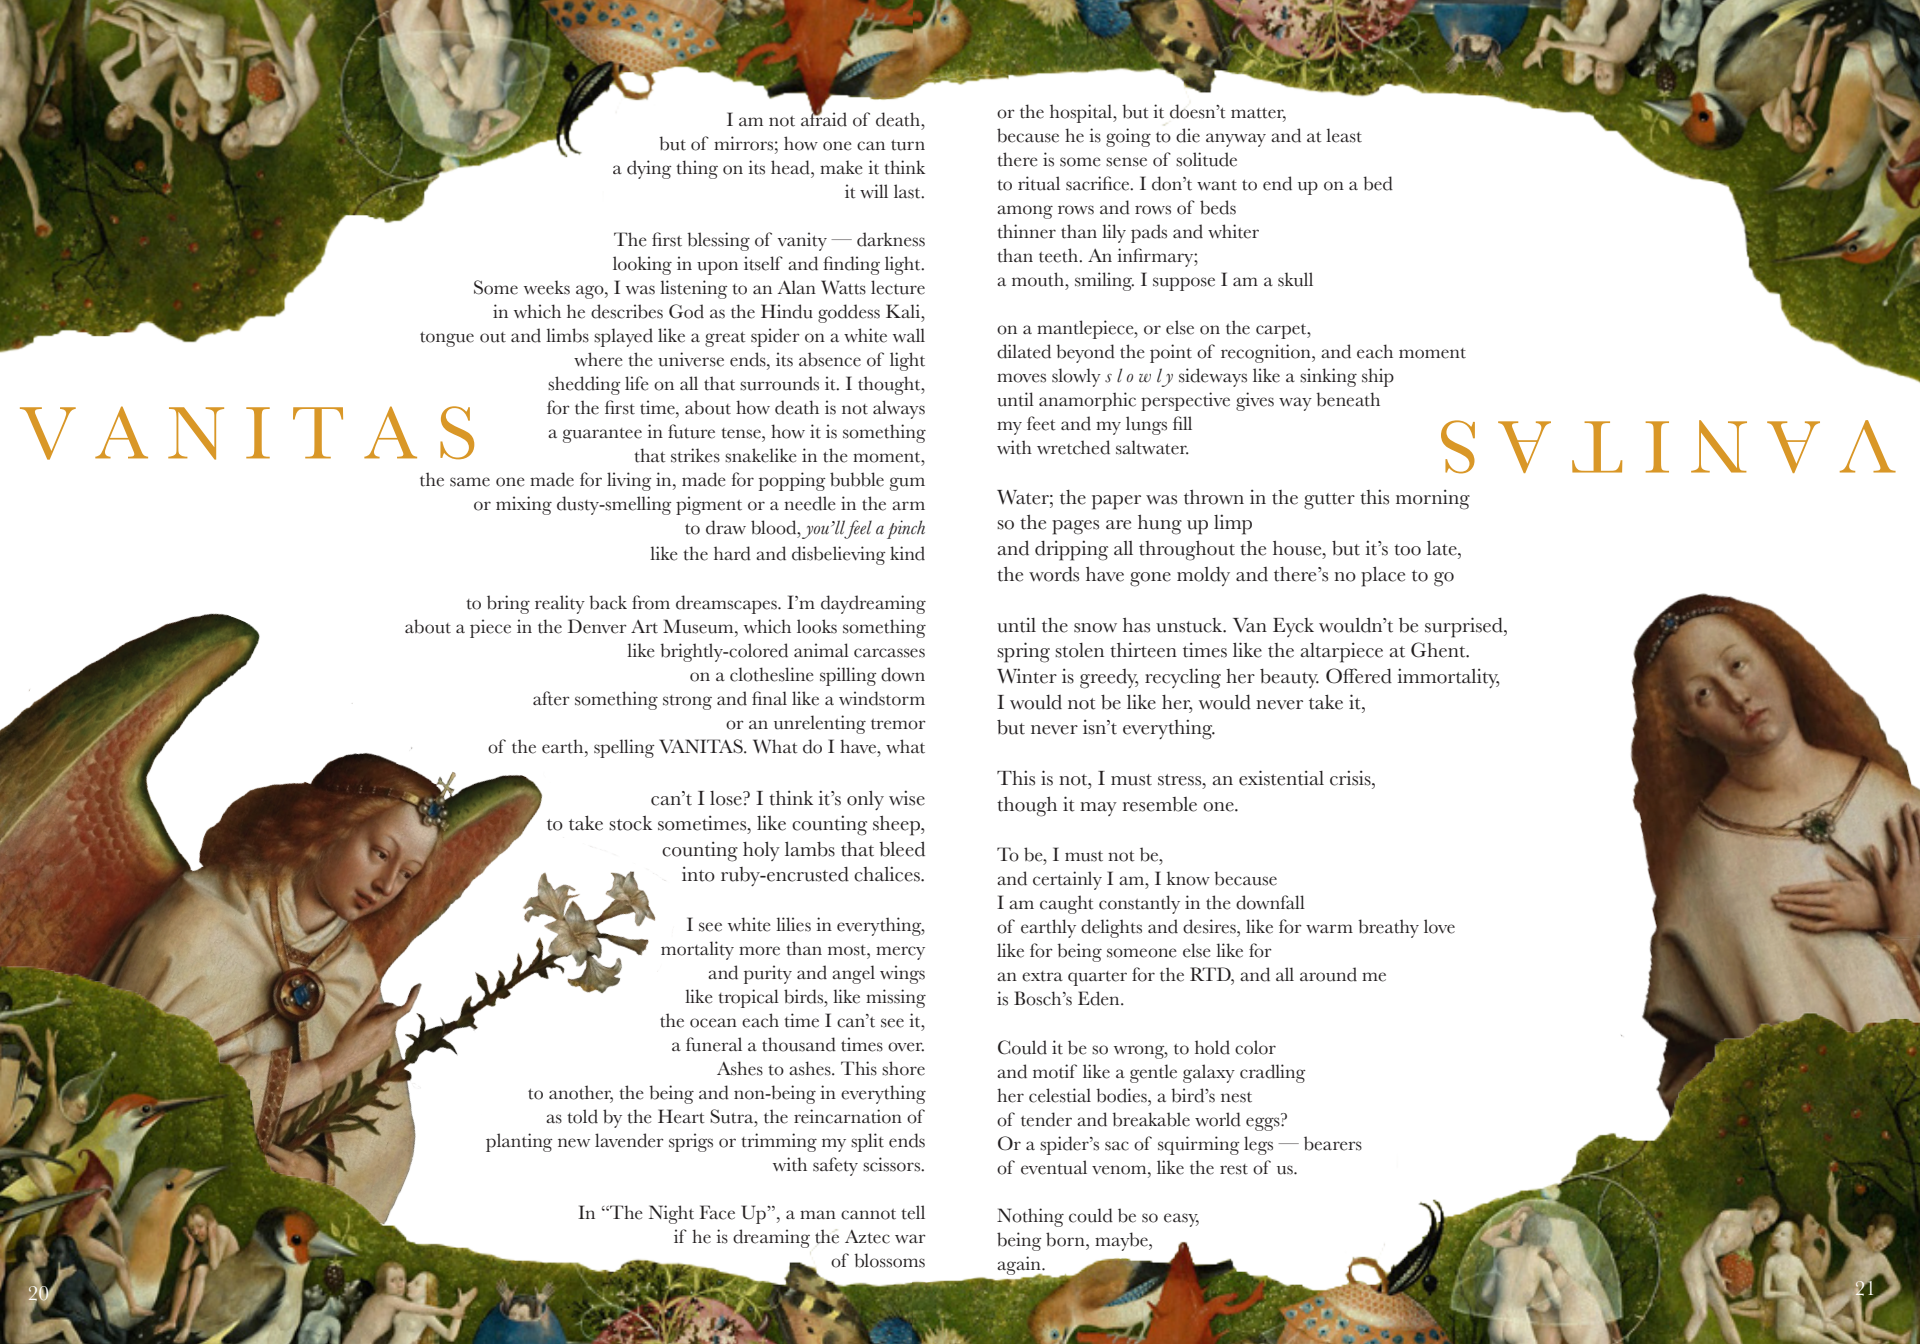 VANITAS
I am not afraid of death,
but of mirrors; how one can turn
a dying thing on its head, make it think
it will last.
The first blessing of vanity — darkness
looking in upon itself and finding light.
Some weeks ago, I was listening to an Alan Watts lecture
in which he describes God as the Hindu goddess Kali,
tongue out and limbs splayed like a great spider on a white wall
where the universe ends, its absence of light
shedding life on all that surrounds it. I thought,
for the first time, about how death is not always
a guarantee in future tense, how it is something
that strikes snakelike in the moment,
the same one made for living in, made for popping bubble gum
or mixing dusty-smelling pigment or a needle in the arm
to draw blood, you’ll feel a pinch
like the hard and disbelieving kind
to bring reality back from dreamscapes. I’m daydreaming
about a piece in the Denver Art Museum, which looks something
like brightly-colored animal carcasses
on a clothesline spilling down
after something strong and final like a windstorm
or an unrelenting tremor
of the earth, spelling VANITAS. What do I have, what
can’t I lose? I think it’s only wise
to take stock sometimes, like counting sheep,
counting holy lambs that bleed
into ruby-encrusted chalices.
I see white lilies in everything,
mortality more than most, mercy
and purity and angel wings
like tropical birds, like missing
the ocean each time I can’t see it,
a funeral a thousand times over.
Ashes to ashes. This shore
to another, the being and non-being in everything
as told by the Heart Sutra, the reincarnation of
planting new lavender sprigs or trimming my split ends
with safety scissors.
In “The Night Face Up”, a man cannot tell
if he is dreaming the Aztec war
of blossoms
20
or the hospital, but it doesn’t matter,
because he is going to die anyway and at least
there is some sense of solitude
to ritual sacrifice. I don’t want to end up on a bed
among rows and rows of beds
thinner than lily pads and whiter
than teeth. An infirmary;
a mouth, smiling. I suppose I am a skull
on a mantlepiece, or else on the carpet,
dilated beyond the point of recognition, and each moment
moves slowly s l o w l y sideways like a sinking ship
until anamorphic perspective gives way beneath
my feet and my lungs fill
with wretched saltwater.
VANITAS
Water; the paper was thrown in the gutter this morning
so the pages are hung up limp
and dripping all throughout the house, but it’s too late,
the words have gone moldy and there’s no place to go
until the snow has unstuck. Van Eyck wouldn’t be surprised,
spring stolen thirteen times like the altarpiece at Ghent.
Winter is greedy, recycling her beauty. Offered immortality,
I would not be like her, would never take it,
but never isn’t everything.
This is not, I must stress, an existential crisis,
though it may resemble one.
To be, I must not be,
and certainly I am, I know because
I am caught constantly in the downfall
of earthly delights and desires, like for warm breathy love
like for being someone else like for
an extra quarter for the RTD, and all around me
is Bosch’s Eden.
Could it be so wrong, to hold color
and motif like a gentle galaxy cradling
her celestial bodies, a bird’s nest
of tender and breakable world eggs?
Or a spider’s sac of squirming legs — bearers
of eventual venom, like the rest of us.
Nothing could be so easy,
being born, maybe,
again.
21